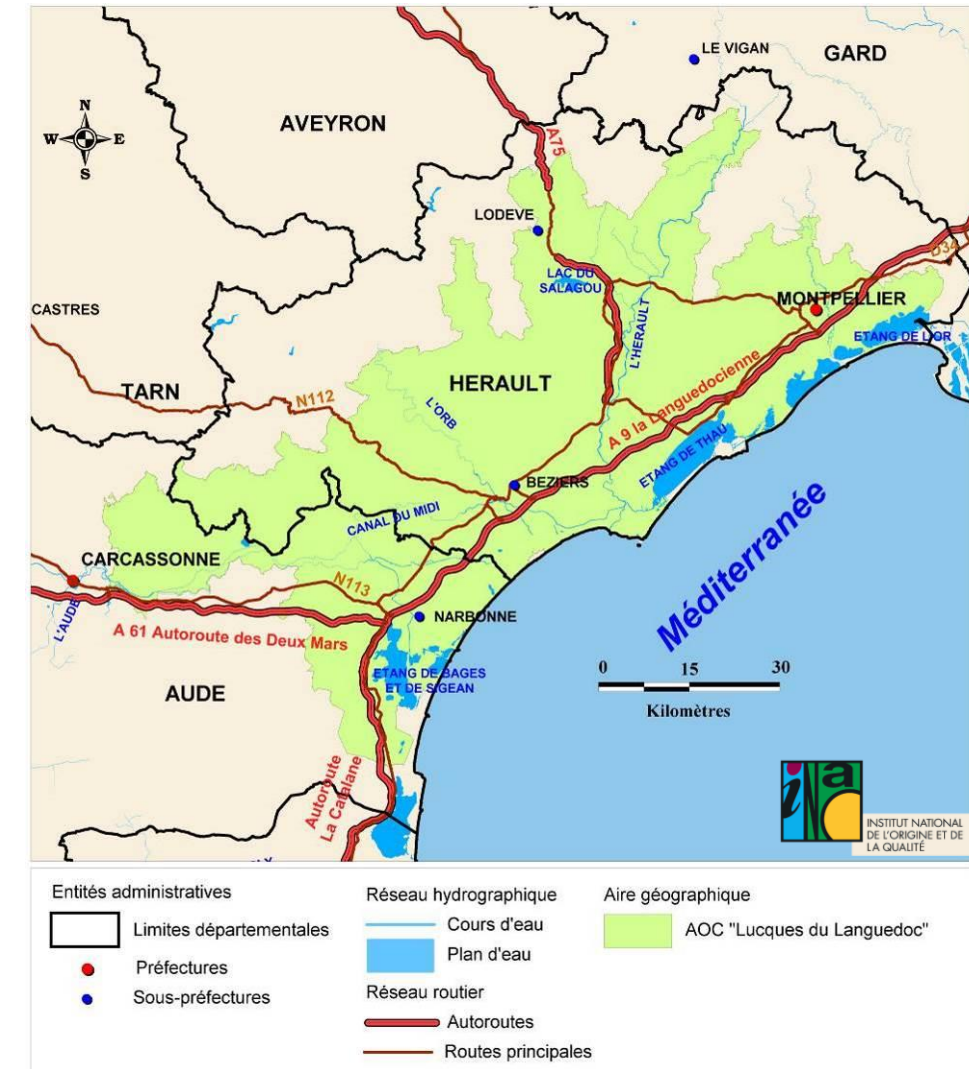 LE VIGAN
GARD
AVEYRON
N
W
E
S
A75
LODEVE
LAC DU
SALAGOU
D34
CASTRES
MONTPELLIER
ETANG DE L'OR
L'HERAULT
TARN
HERAULT
N112
L'ORB
A 9 la Languedocienne
ETANG DE THAU
BEZIERS
CANAL DU MIDI
Méditerranée
CARCASSONNE
N113
NARBONNE
L'AUDE
A 61 Autoroute des Deux Mars
ETANG DE BAGES
ET DE SIGEAN
0 15 30
Kilomètres
AUDE
Autoroute
La Catalane
INAO
INSTITUT NATIONAL
DE L'ORIGINE ET DE
LA QUALITÉ
Entités administratives
Limites départementales
Préfectures
Sous-préfectures
Réseau hydrographique
Cours d'eau
Plan d'eau
Réseau routier
Autoroutes
Routes principales
Aire géographique
AOC "Lucques du Languedoc"